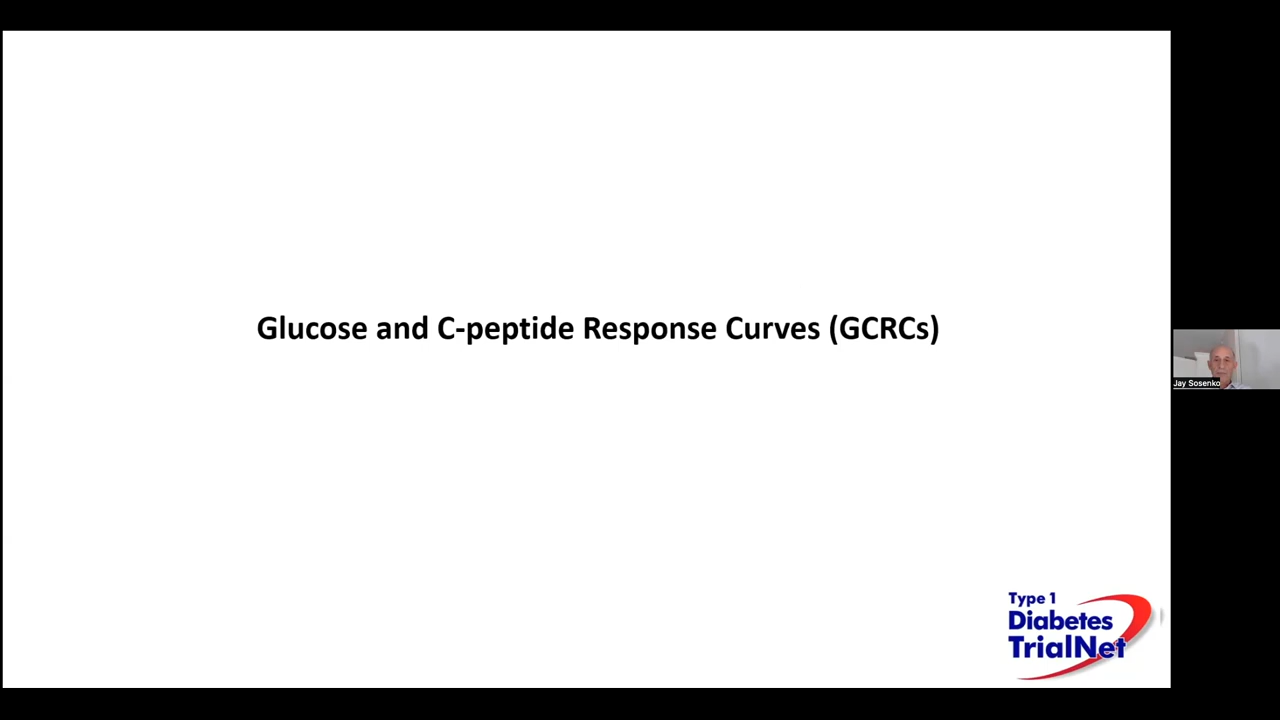 Glucose and C-peptide Response Curves (GCRCs)
Jay Sosenko
Type 1
Diabetes
TrialNet